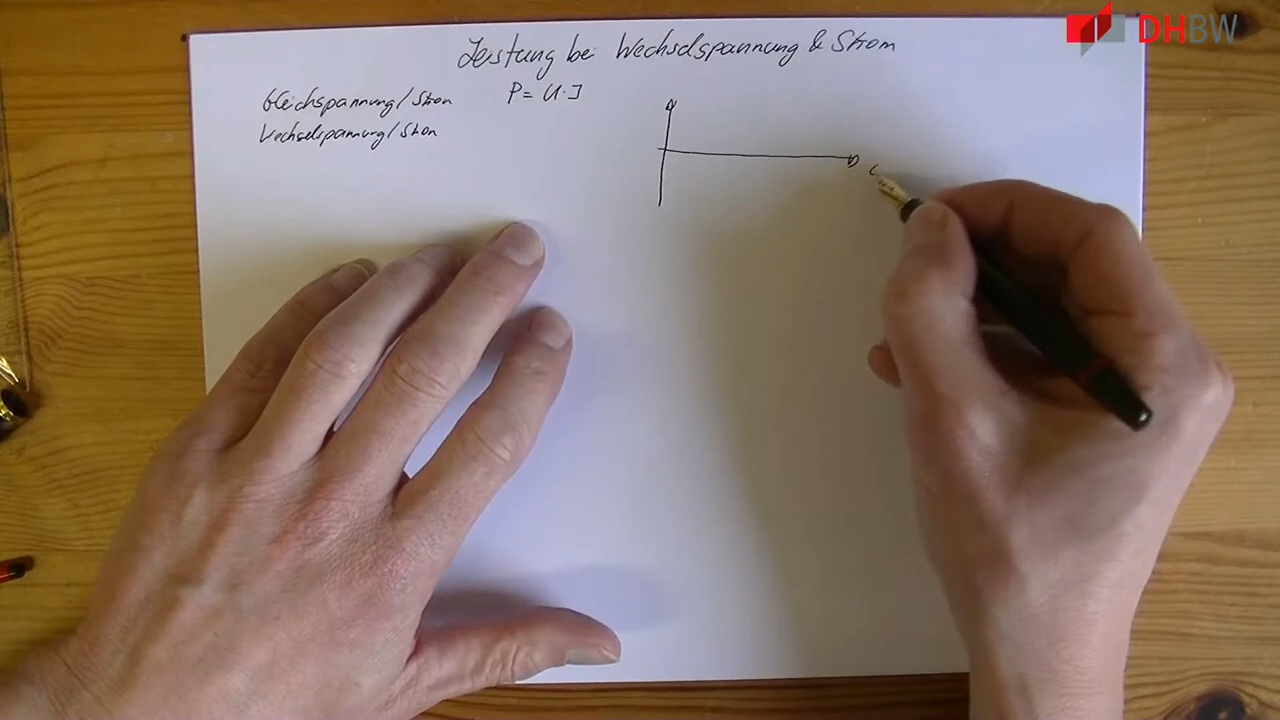 DHBW
Leistung bei Wechselspannung & Strom
Gleichspannung/Strom P = U·I
Wechselspannung/Strom